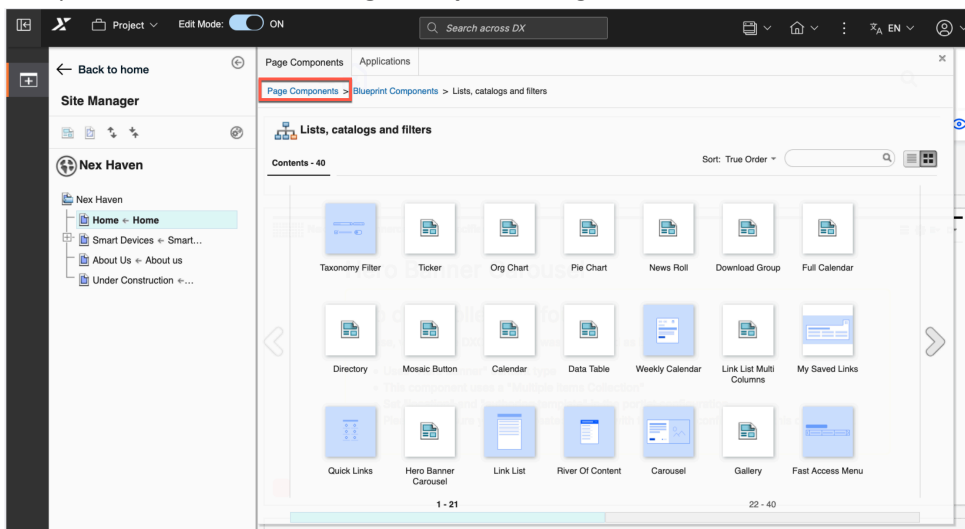 Project
Edit Mode:
ON
Search across DX
EN
Back to home
Site Manager
Nex Haven
Nex Haven
Home ← Home
Smart Devices ← Smart...
About Us ← About us
Under Construction ←...
Page Components
Applications
Page Components > Blueprint Components > Lists, catalogs and filters
Lists, catalogs and filters
Contents - 40
Sort: True Order
Taxonomy Filter
Ticker
Org Chart
Pie Chart
News Roll
Download Group
Full Calendar
Directory
Mosaic Button
Calendar
Data Table
Weekly Calendar
Link List Multi
Columns
My Saved Links
Quick Links
Hero Banner
Carousel
Link List
River Of Content
Carousel
Gallery
Fast Access Menu
1 - 21
22 - 40